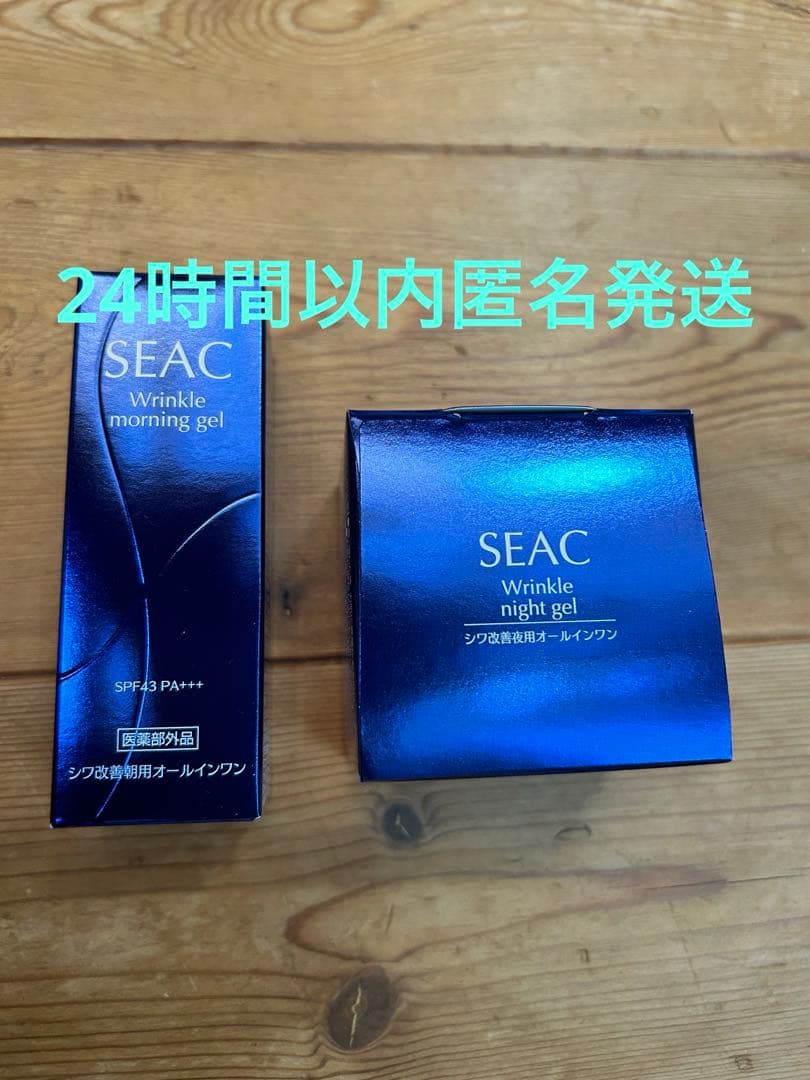 24時間以内匿名発送
SEAC
Wrinkle
morning gel
SPF43 PA+++
医薬部外品
シワ改善朝用オールインワン
SEAC
Wrinkle
night gel
シワ改善夜用オールインワン